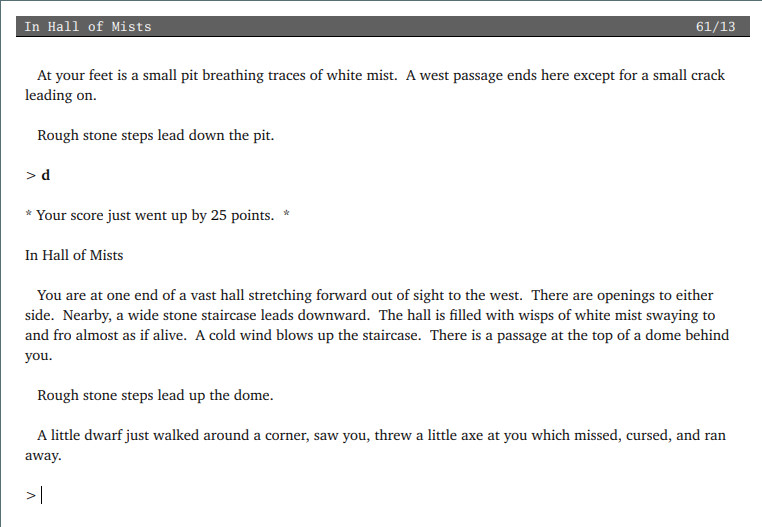 In Hall of Mists 61/13
At your feet is a small pit breathing traces of white mist.  A west passage ends here except for a small crack
leading on.
Rough stone steps lead down the pit.
> d
* Your score just went up by 25 points.  *
In Hall of Mists
You are at one end of a vast hall stretching forward out of sight to the west.  There are openings to either
side.  Nearby, a wide stone staircase leads downward.  The hall is filled with wisps of white mist swaying to
and fro almost as if alive.  A cold wind blows up the staircase.  There is a passage at the top of a dome behind
you.
Rough stone steps lead up the dome.
A little dwarf just walked around a corner, saw you, threw a little axe at you which missed, cursed, and ran
away.
>